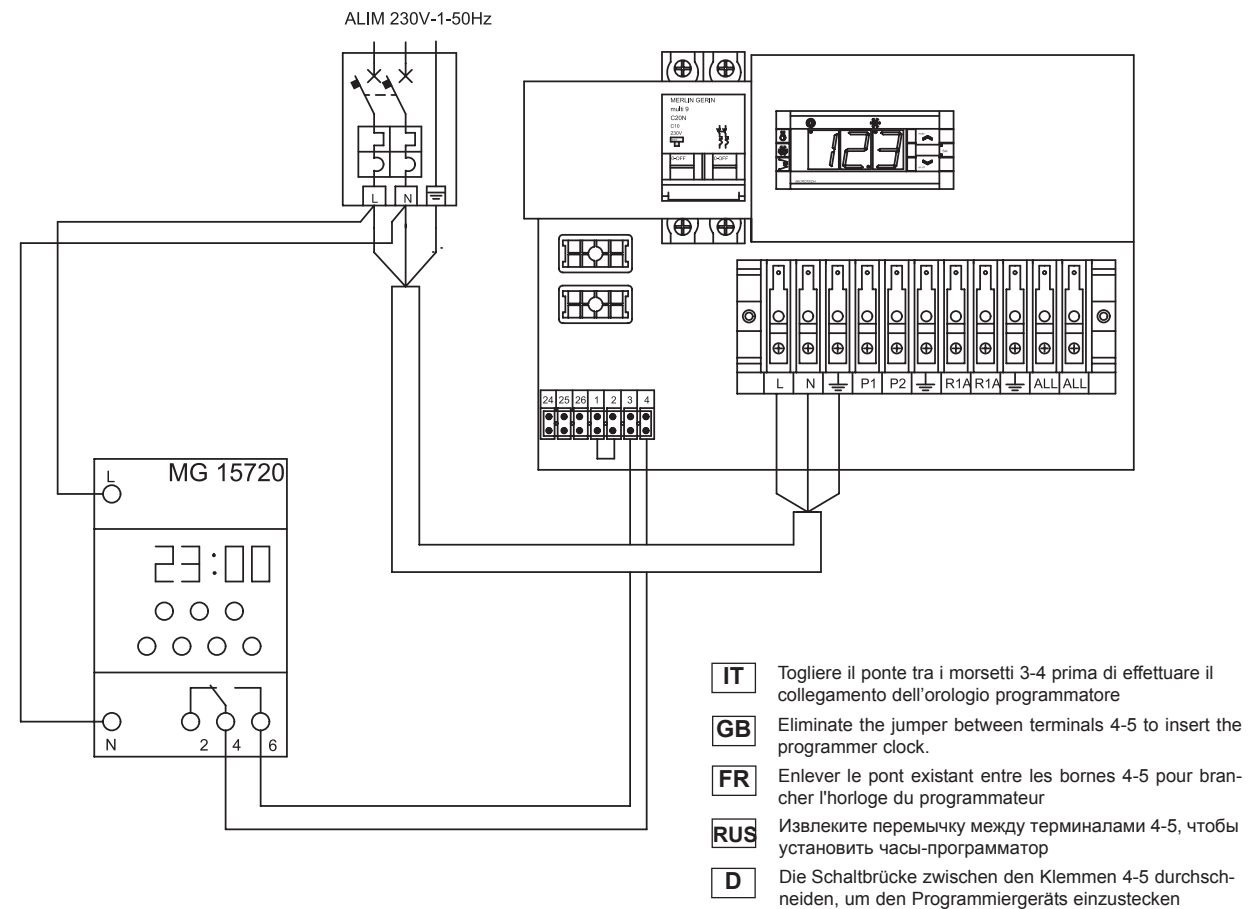 ALIM 230V-1-50Hz
MERLIN GERIN
multi 9
C20N
C10
230V
0-OFF 0-OFF
123
L N
L N P1 P2 R1A R1A ALL ALL
24 25 26 1 2 3 4
MG 15720
L
23:00
N 2 4 6
IT Togliere il ponte tra i morsetti 3-4 prima di effettuare il
collegamento dell'orologio programmatore
GB Eliminate the jumper between terminals 4-5 to insert the
programmer clock.
FR Enlever le pont existant entre les bornes 4-5 pour bran-
cher l'horloge du programmateur
RUS Извлеките перемычку между терминалами 4-5, чтобы
установить часы-программатор
D Die Schaltbrücke zwischen den Klemmen 4-5 durchsch-
neiden, um den Programmiergeräts einzustecken